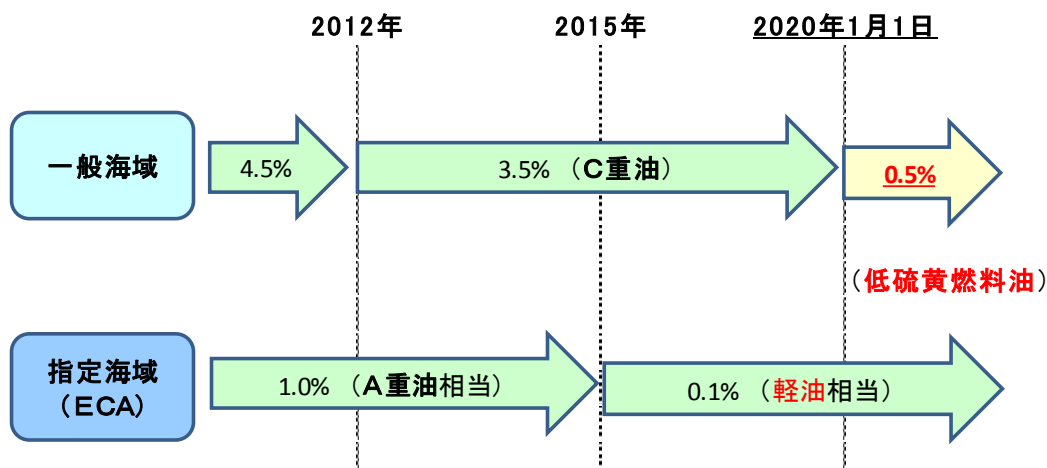 2012年
2015年
2020年1月1日
一般海域
4.5%
3.5% （C重油）
0.5%
（低硫黄燃料油）
指定海域
（ECA）
1.0% （A重油相当）
0.1% （軽油相当）